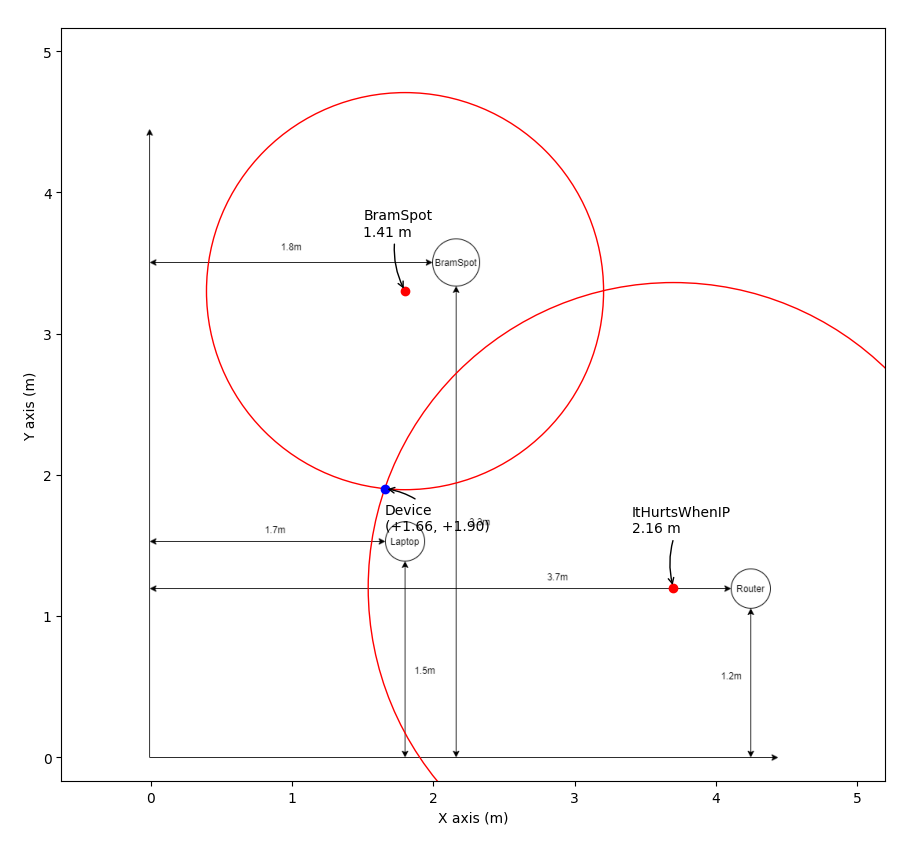 5
4
3
2
1
0
Y axis (m)
BramSpot
1.41 m
1.8m
BramSpot
ItHurtsWhenIP
2.16 m
Device
(+1.66, +1.90)
1.7m
Laptop
3.7m
Router
1.5m
1.2m
0
1
2
3
4
5
X axis (m)